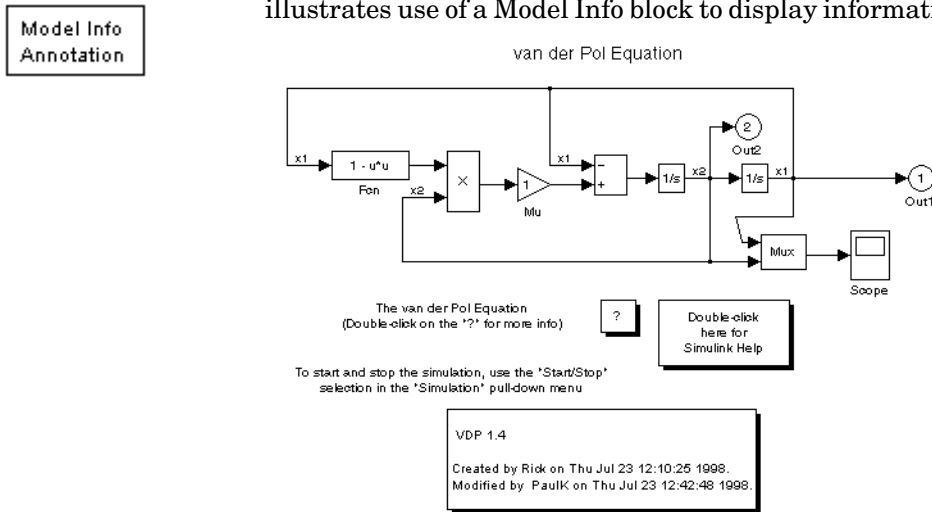 illustrates use of a Model Info block to display informati
Model Info
Annotation
van der Pol Equation
x1
1 - u*u
Fcn
x2
×
1
Mu
x1
−
+
1/s
x2
2
Out2
1/s
x1
1
Out1
Mux
Scope
The van der Pol Equation
(Double-click on the "?" for more info)
?
Double-click
here for
Simulink Help
To start and stop the simulation, use the "Start/Stop"
selection in the "Simulation" pull-down menu
VDP 1.4
Created by Rick on Thu Jul 23 12:10:25 1998.
Modified by PaulK on Thu Jul 23 12:42:48 1998.